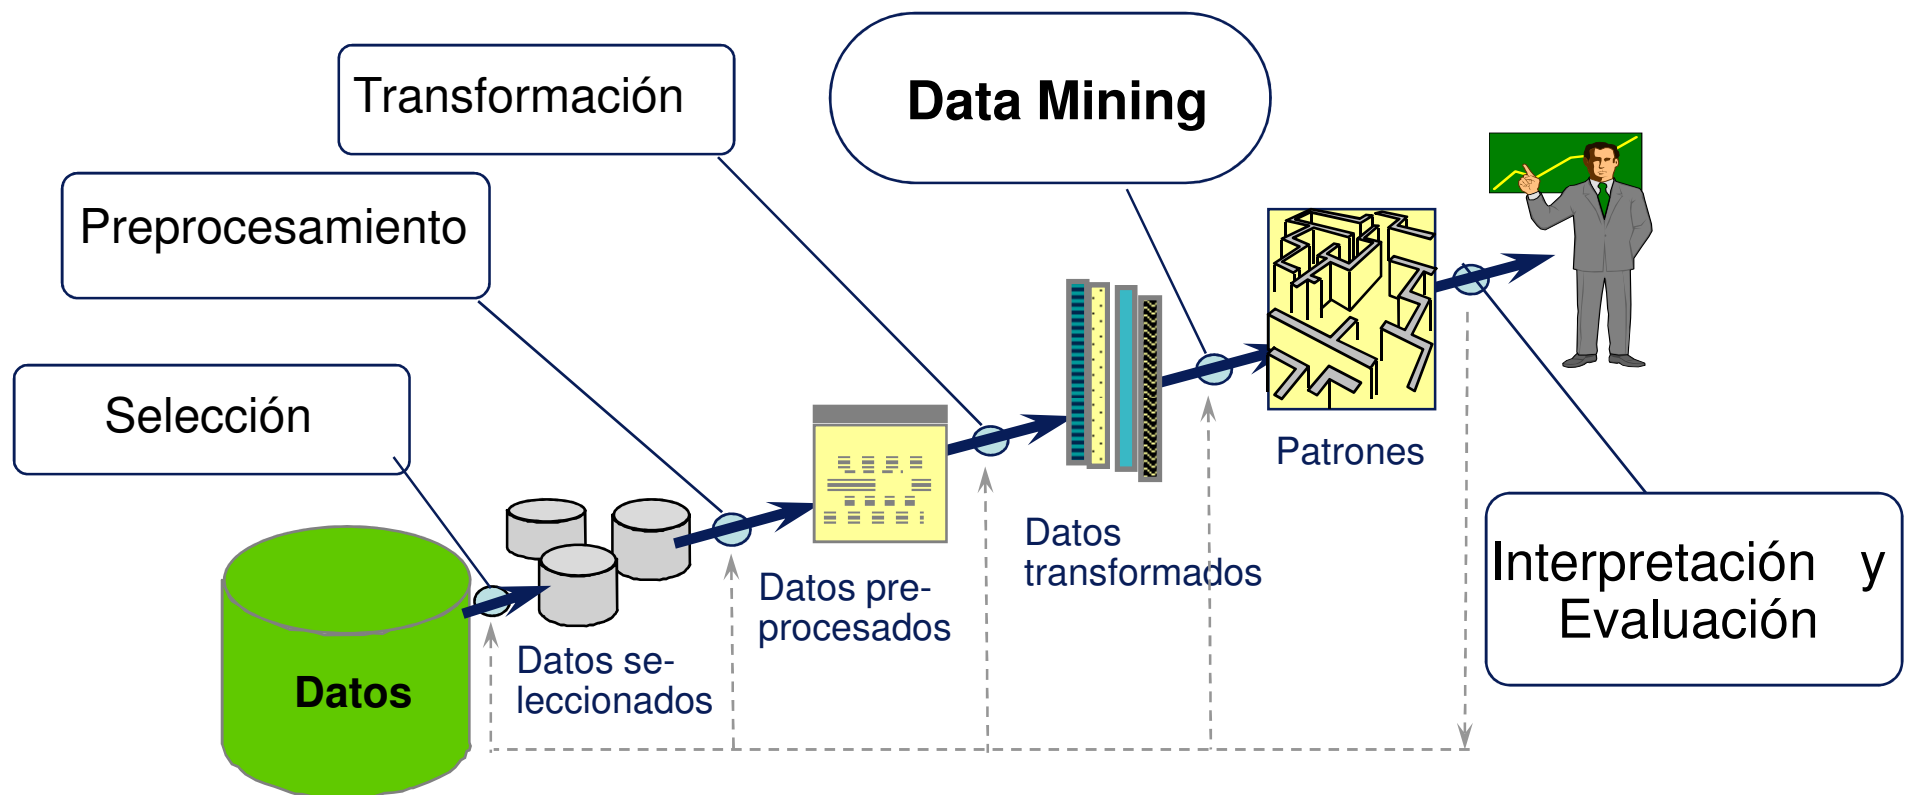 Transformación
Data Mining
Preprocesamiento
Selección
Patrones
Datos
transformados
Interpretación y
Evaluación
Datos pre-
procesados
Datos se-
leccionados
Datos